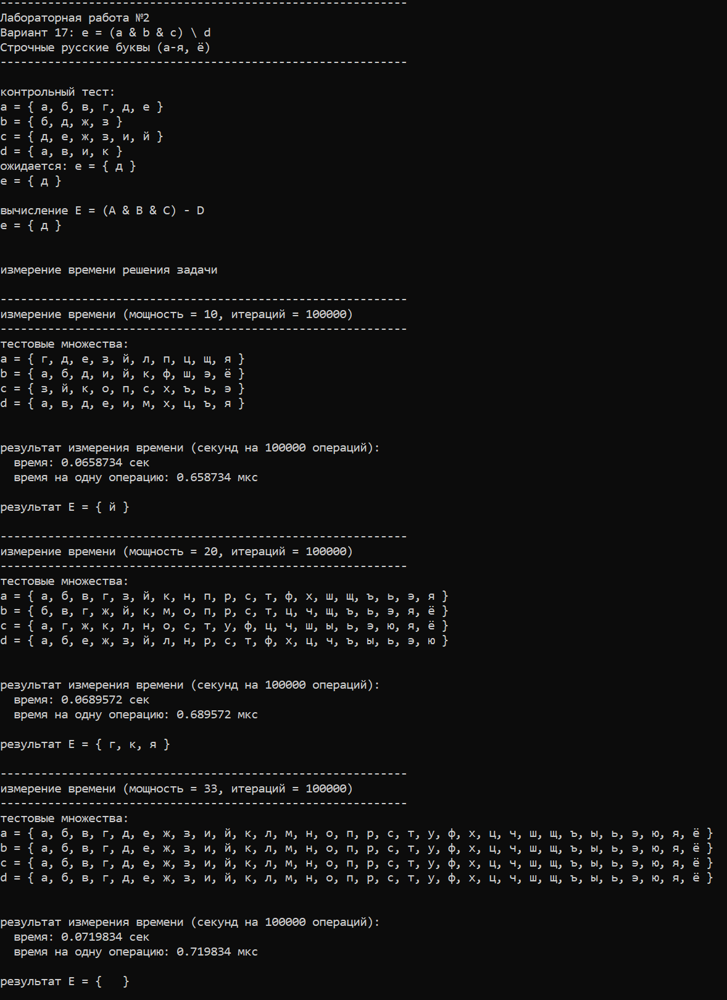 ------------------------------------------------------------
Лабораторная работа №2
Вариант 17: e = (a & b & c) \ d
Строчные русские буквы (а-я, ё)
------------------------------------------------------------
контрольный тест:
a = { а, б, в, г, д, е }
b = { б, д, ж, з }
c = { д, е, ж, з, и, й }
d = { а, в, и, к }
ожидается: e = { д }
e = { д }
вычисление E = (A & B & C) - D
e = { д }
измерение времени решения задачи
------------------------------------------------------------
измерение времени (мощность = 10, итераций = 100000)
------------------------------------------------------------
тестовые множества:
a = { г, д, е, з, й, л, п, ц, щ, я }
b = { а, б, д, и, й, к, ф, ш, э, ё }
c = { з, й, к, о, п, с, х, ъ, ь, э }
d = { а, в, д, е, и, м, х, ц, ъ, я }
результат измерения времени (секунд на 100000 операций):
  время: 0.0658734 сек
  время на одну операцию: 0.658734 мкс
результат E = { й }
------------------------------------------------------------
измерение времени (мощность = 20, итераций = 100000)
------------------------------------------------------------
тестовые множества:
a = { а, б, в, г, з, й, к, н, п, р, с, т, ф, х, ш, щ, ъ, ь, э, я }
b = { б, в, г, ж, й, к, м, о, п, р, с, т, ц, ч, щ, ъ, ь, э, я, ё }
c = { а, г, ж, к, л, н, о, с, т, у, ф, ц, ч, ш, ы, ь, э, ю, я, ё }
d = { а, б, е, ж, з, й, л, н, р, с, т, ф, х, ц, ч, ъ, ы, ь, э, ю }
результат измерения времени (секунд на 100000 операций):
  время: 0.0689572 сек
  время на одну операцию: 0.689572 мкс
результат E = { г, к, я }
------------------------------------------------------------
измерение времени (мощность = 33, итераций = 100000)
------------------------------------------------------------
тестовые множества:
a = { а, б, в, г, д, е, ж, з, и, й, к, л, м, н, о, п, р, с, т, у, ф, х, ц, ч, ш, щ, ъ, ы, ь, э, ю, я, ё }
b = { а, б, в, г, д, е, ж, з, и, й, к, л, м, н, о, п, р, с, т, у, ф, х, ц, ч, ш, щ, ъ, ы, ь, э, ю, я, ё }
c = { а, б, в, г, д, е, ж, з, и, й, к, л, м, н, о, п, р, с, т, у, ф, х, ц, ч, ш, щ, ъ, ы, ь, э, ю, я, ё }
d = { а, б, в, г, д, е, ж, з, и, й, к, л, м, н, о, п, р, с, т, у, ф, х, ц, ч, ш, щ, ъ, ы, ь, э, ю, я, ё }
результат измерения времени (секунд на 100000 операций):
  время: 0.0719834 сек
  время на одну операцию: 0.719834 мкс
результат E = {   }